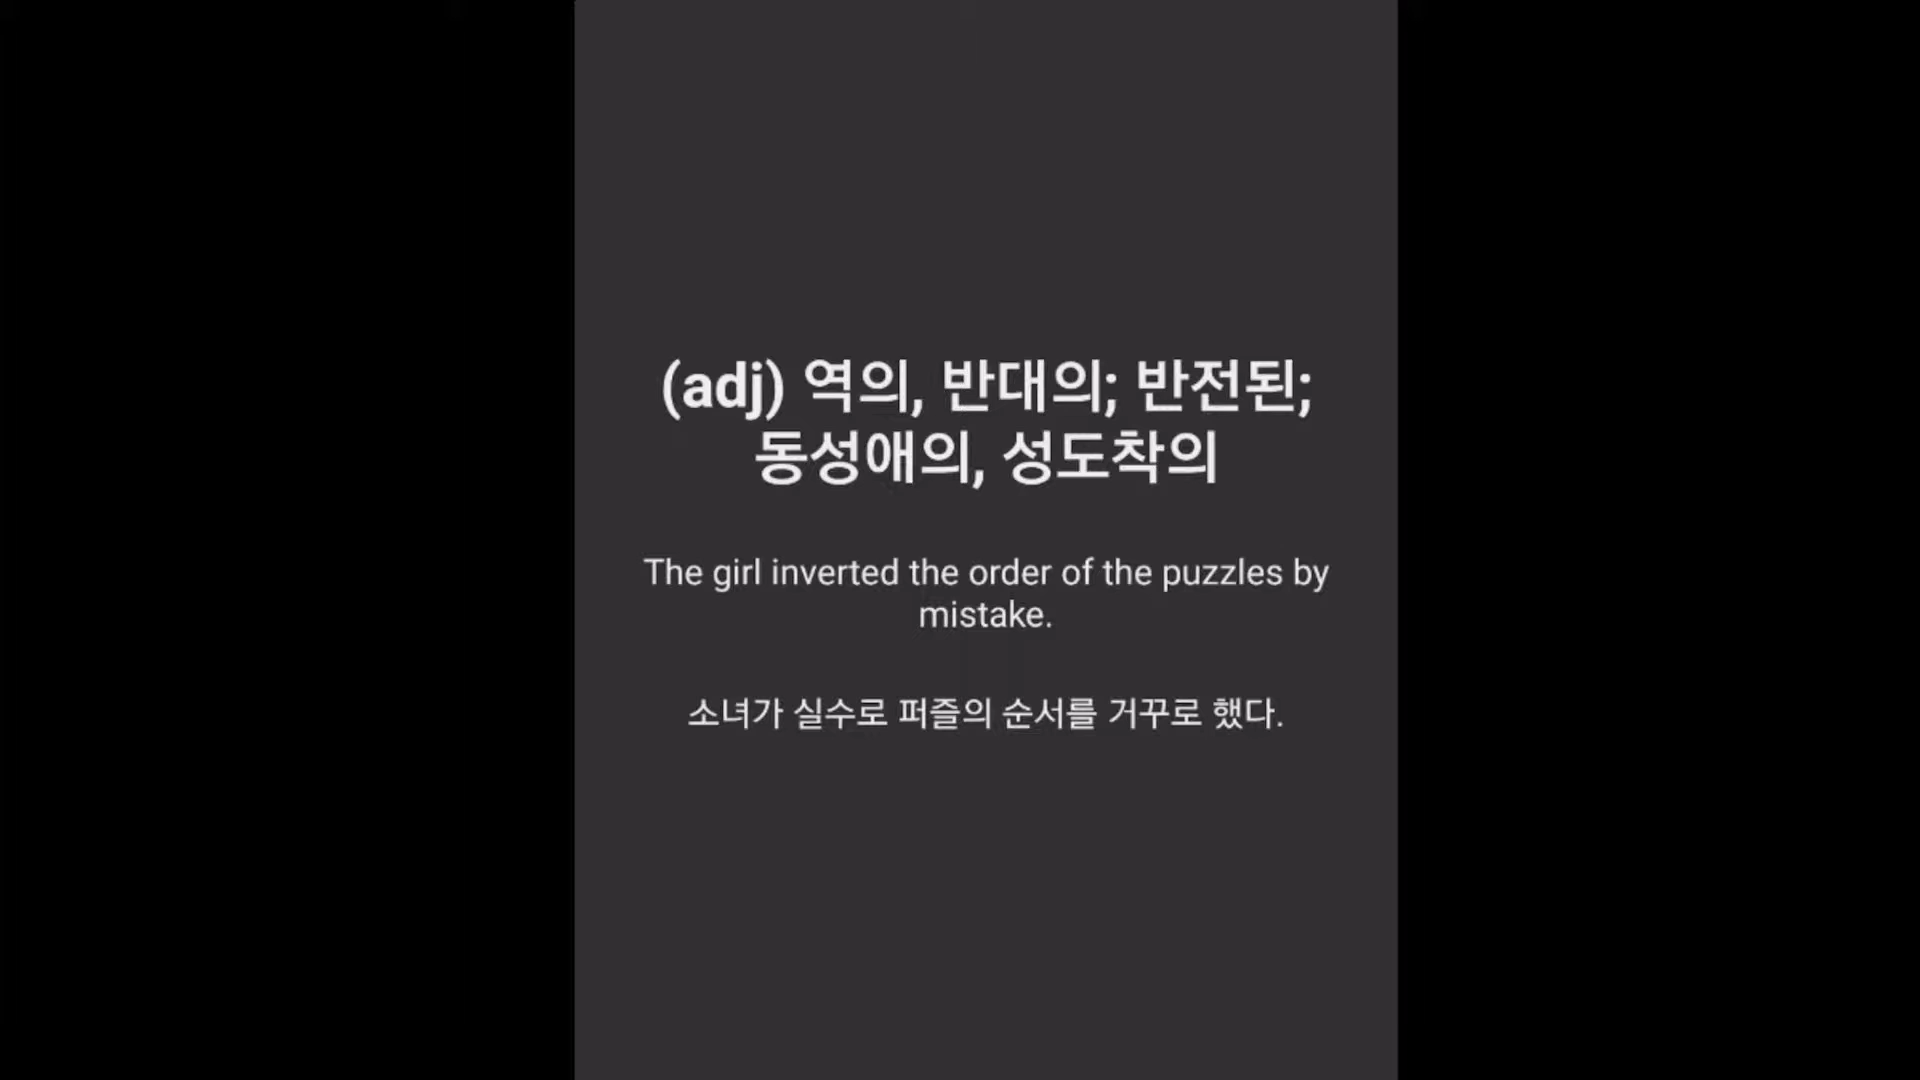 (adj) 역의, 반대의; 반전된;
동성애의, 성도착의
The girl inverted the order of the puzzles by
mistake.
소녀가 실수로 퍼즐의 순서를 거꾸로 했다.